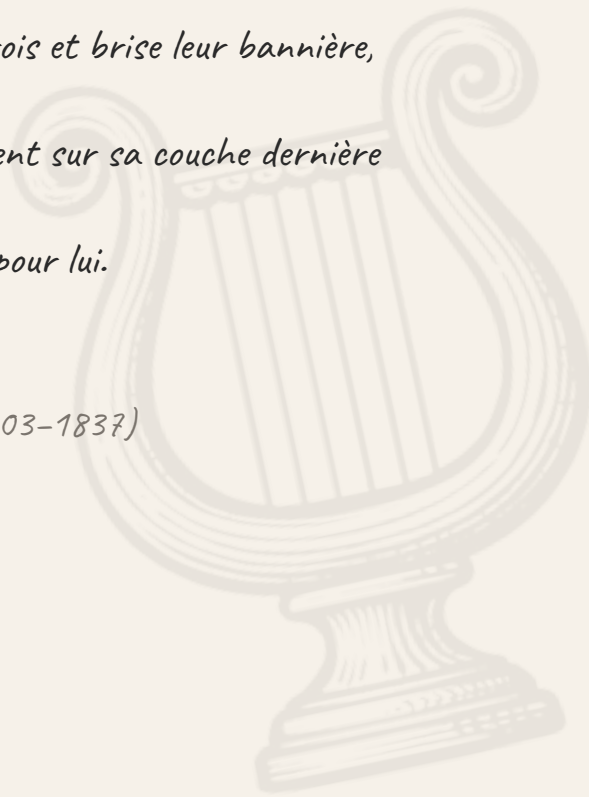 ois et brise leur bannière,
ent sur sa couche dernière
pour lui.
03–1837)